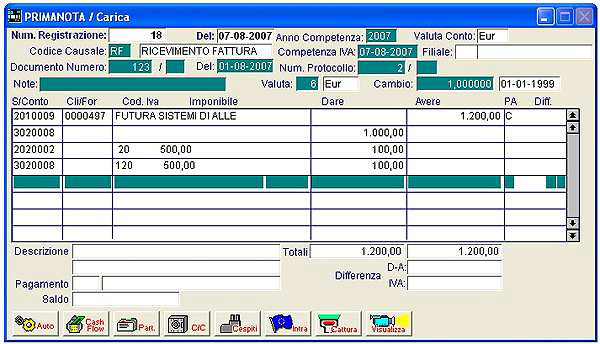 PRIMANOTA / Carica
Num. Registrazione: 18 Del: 07-08-2007 Anno Competenza: 2007 Valuta Conto: Eur
Codice Causale: RF RICEVIMENTO FATTURA Competenza IVA: 07-08-2007 Filiale:
Documento Numero: 123 / Del: 01-08-2007 Num. Protocollo: 2 /
Note: Valuta: 6 Eur Cambio: 1,000000 01-01-1999
S/Conto Cli/For Cod. Iva Imponibile Dare Avere PA Diff.
2010009 0000497 FUTURA SISTEMI DI ALLE 1.200,00 C
3020008 1.000,00
2020002 20 500,00 100,00
3020008 120 500,00 100,00
Descrizione Totali 1.200,00 1.200,00
Differenza D-A:
IVA:
Pagamento
Saldo
Auto Cash Flow Part. C/C Cespiti Intra Cattura Visualizza